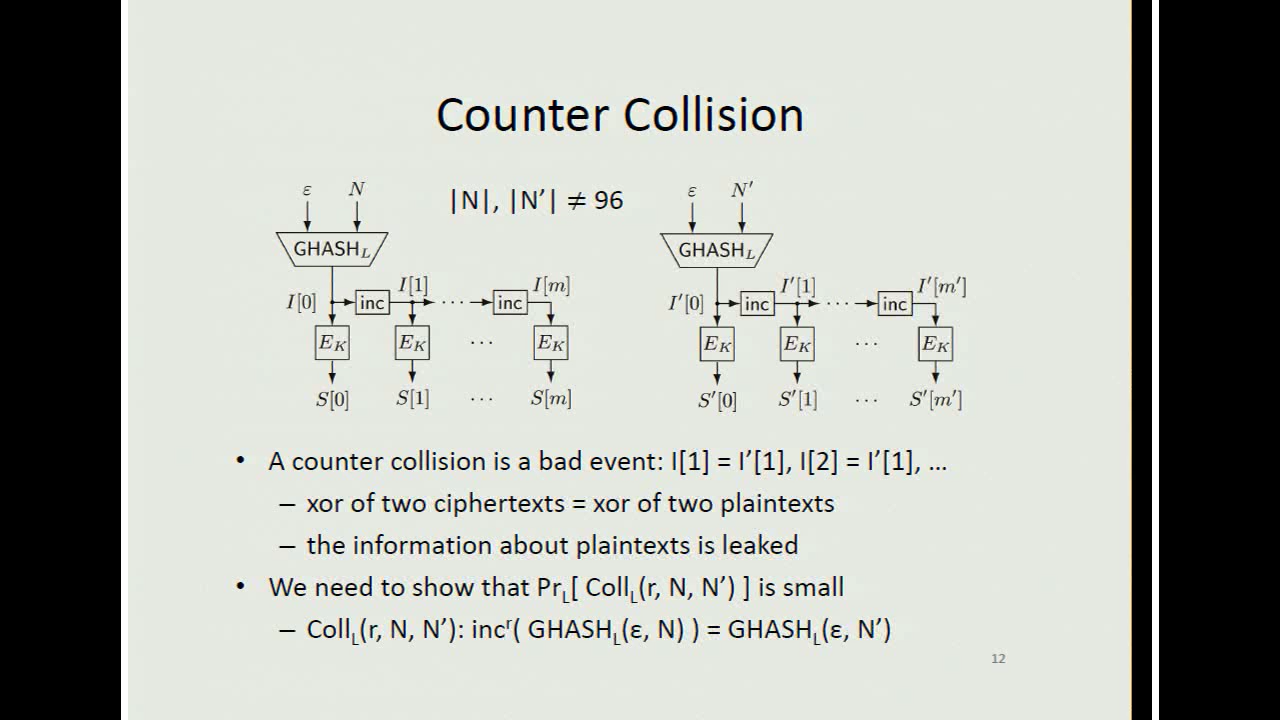 Counter Collision
ε N |N|, |N'| ≠ 96 ε N'
GHASH_L GHASH_L
I[0] inc I[1] ··· inc I[m] I'[0] inc I'[1] ··· inc I'[m']
E_K E_K ··· E_K E_K E_K ··· E_K
S[0] S[1] ··· S[m] S'[0] S'[1] ··· S'[m']
• A counter collision is a bad event: I[1] = I'[1], I[2] = I'[1], …
– xor of two ciphertexts = xor of two plaintexts
– the information about plaintexts is leaked
• We need to show that Pr_L[ Coll_L(r, N, N') ] is small
– Coll_L(r, N, N'): inc^r( GHASH_L(ε, N) ) = GHASH_L(ε, N')
12